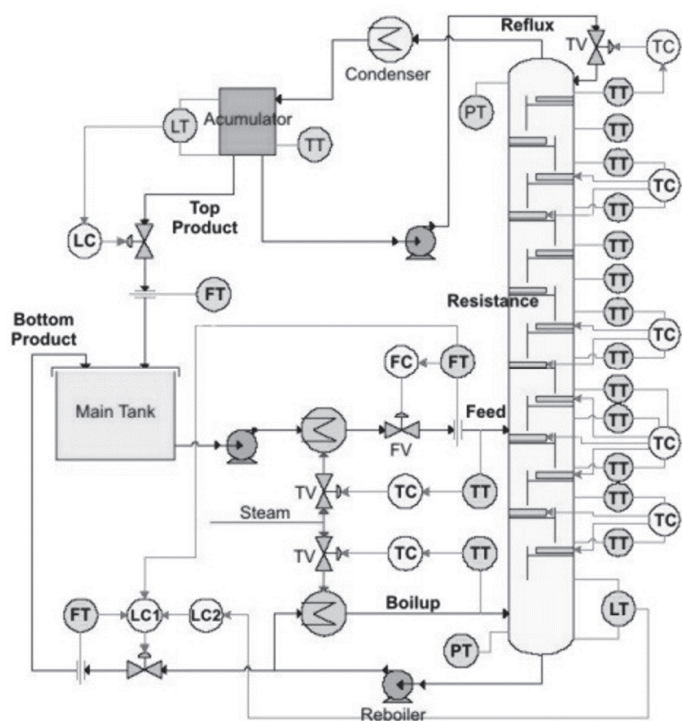 Reflux
TV
TC
Condenser
PT
TT
Acumulator
LT
TT
TT
TT
TC
Top
Product
TT
LC
TT
TT
FT
Resistance
TT
Bottom
Product
TC
FC
FT
TT
TT
Main Tank
Feed
TT
FV
TC
TT
TV
TC
TT
TT
Steam
TC
TV
TC
TT
TT
Boilup
FT
LC1
LC2
LT
PT
Reboiler